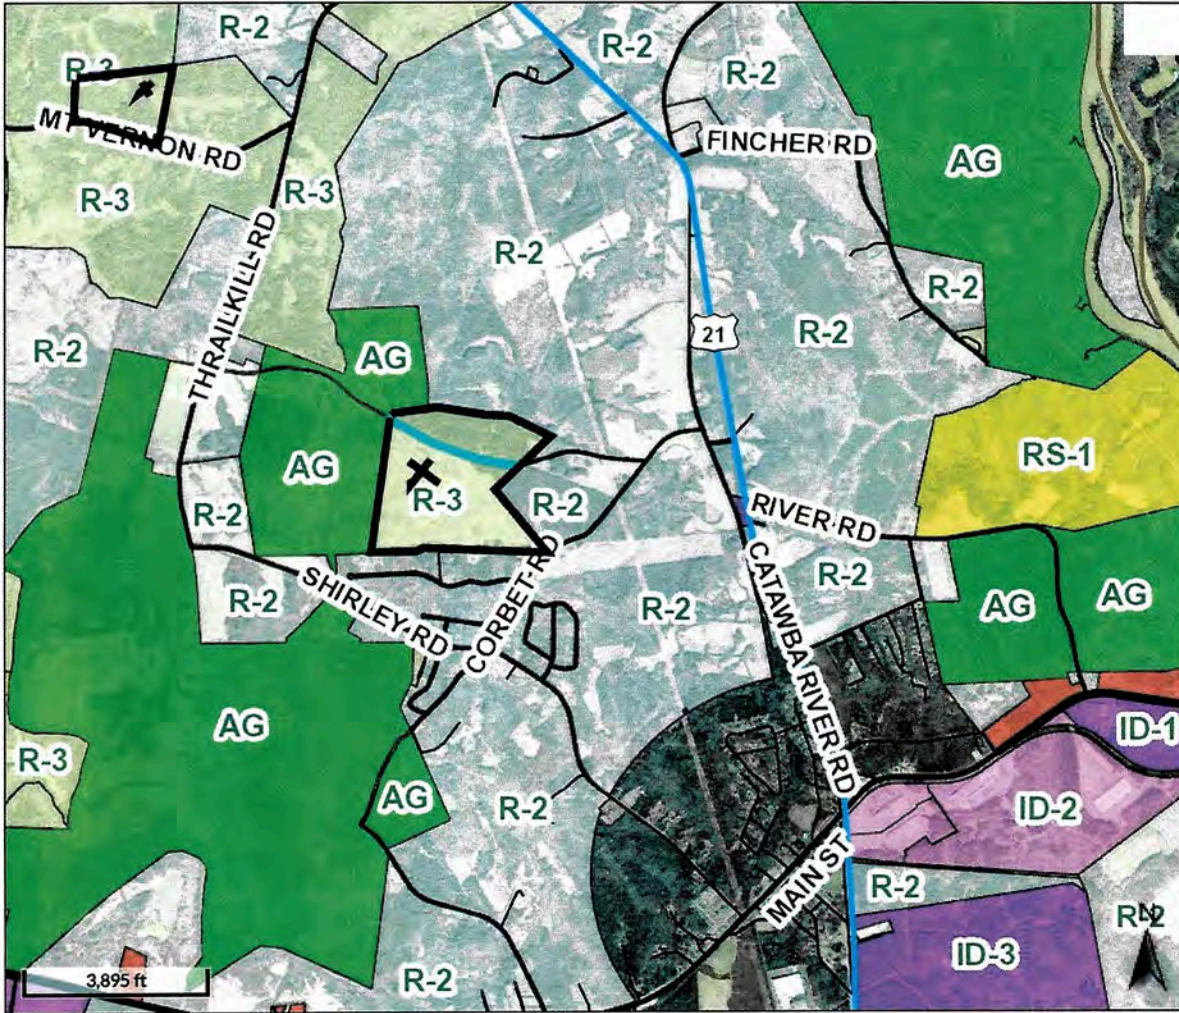 R-2
R-2
R-2
R-3
MT VERNON RD
FINCHER RD
AG
R-3
R-3
R-2
THRAILKILL RD
R-2
21
R-2
R-2
AG
AG
RS-1
R-3
R-2
R-2
RIVER RD
SHIRLEY RD
CORBET RD
R-2
R-2
CATAWBA RIVER RD
R-2
AG
AG
AG
R-3
AG
R-2
ID-1
ID-2
MAIN ST
R-2
R-2
N
ID-3
R-2
3,895 ft